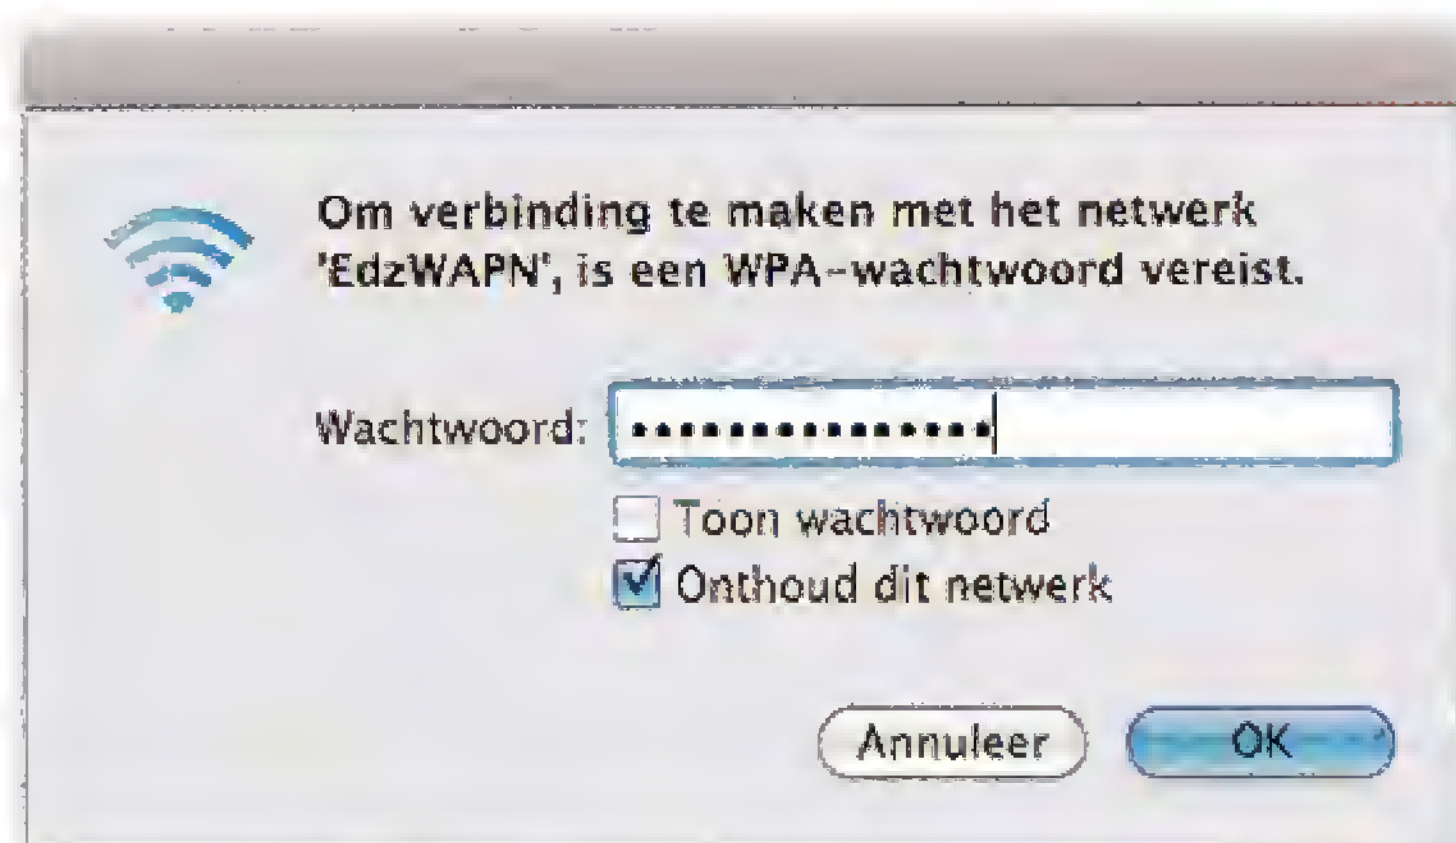 Om verbinding te maken met het netwerk
'EdzWAPN', is een WPA-wachtwoord vereist.
Wachtwoord: •••••••••••••••
Toon wachtwoord
Onthoud dit netwerk
Annuleer OK